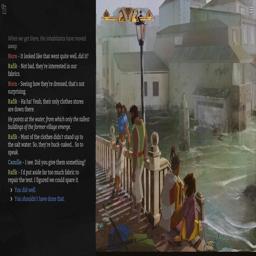 When we get there, the inhabitants have moved
away.
Nora - It looked like that went quite well, did it?
Rafik - Not bad, they're interested in our
fabrics.
Nora - Seeing how they're dressed, that's not
surprising.
Rafik - Ha ha! Yeah, their only clothes stores
are down there.
He points at the water, from which only the tallest
buildings of the former village emerge.
Rafik - Most of the clothes didn't stand up to
the salt water. So, they're buck-naked... So to
speak.
Camille - I see. Did you give them something?
Rafik - I'd put aside far too much fabric to
repair the tent. I figured we could spare it.
> You did well.
> You shouldn't have done that.